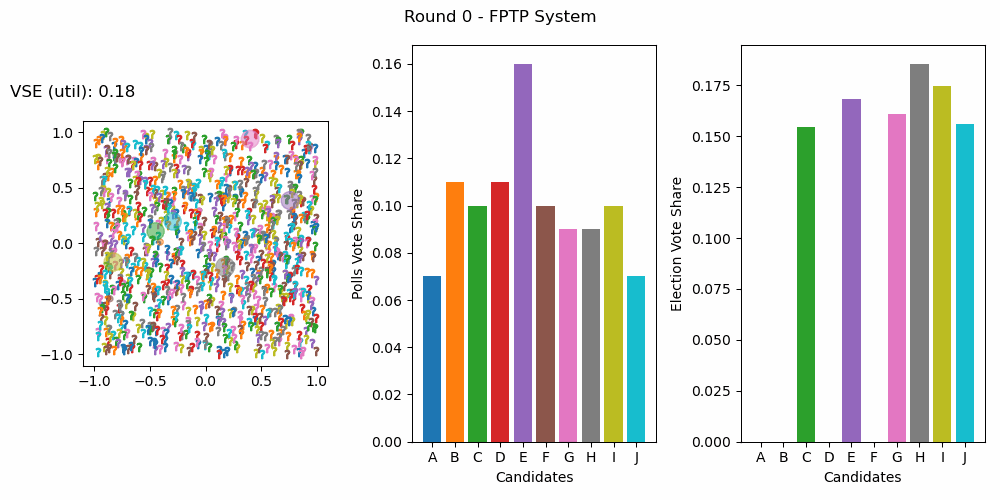 Round 0 - FPTP System
VSE (util): 0.18
1.0
0.5
0.0
−0.5
−1.0
−1.0 −0.5 0.0 0.5 1.0
Polls Vote Share
0.16
0.14
0.12
0.10
0.08
0.06
0.04
0.02
0.00
A B C D E F G H I J
Candidates
Election Vote Share
0.175
0.150
0.125
0.100
0.075
0.050
0.025
0.000
A B C D E F G H I J
Candidates